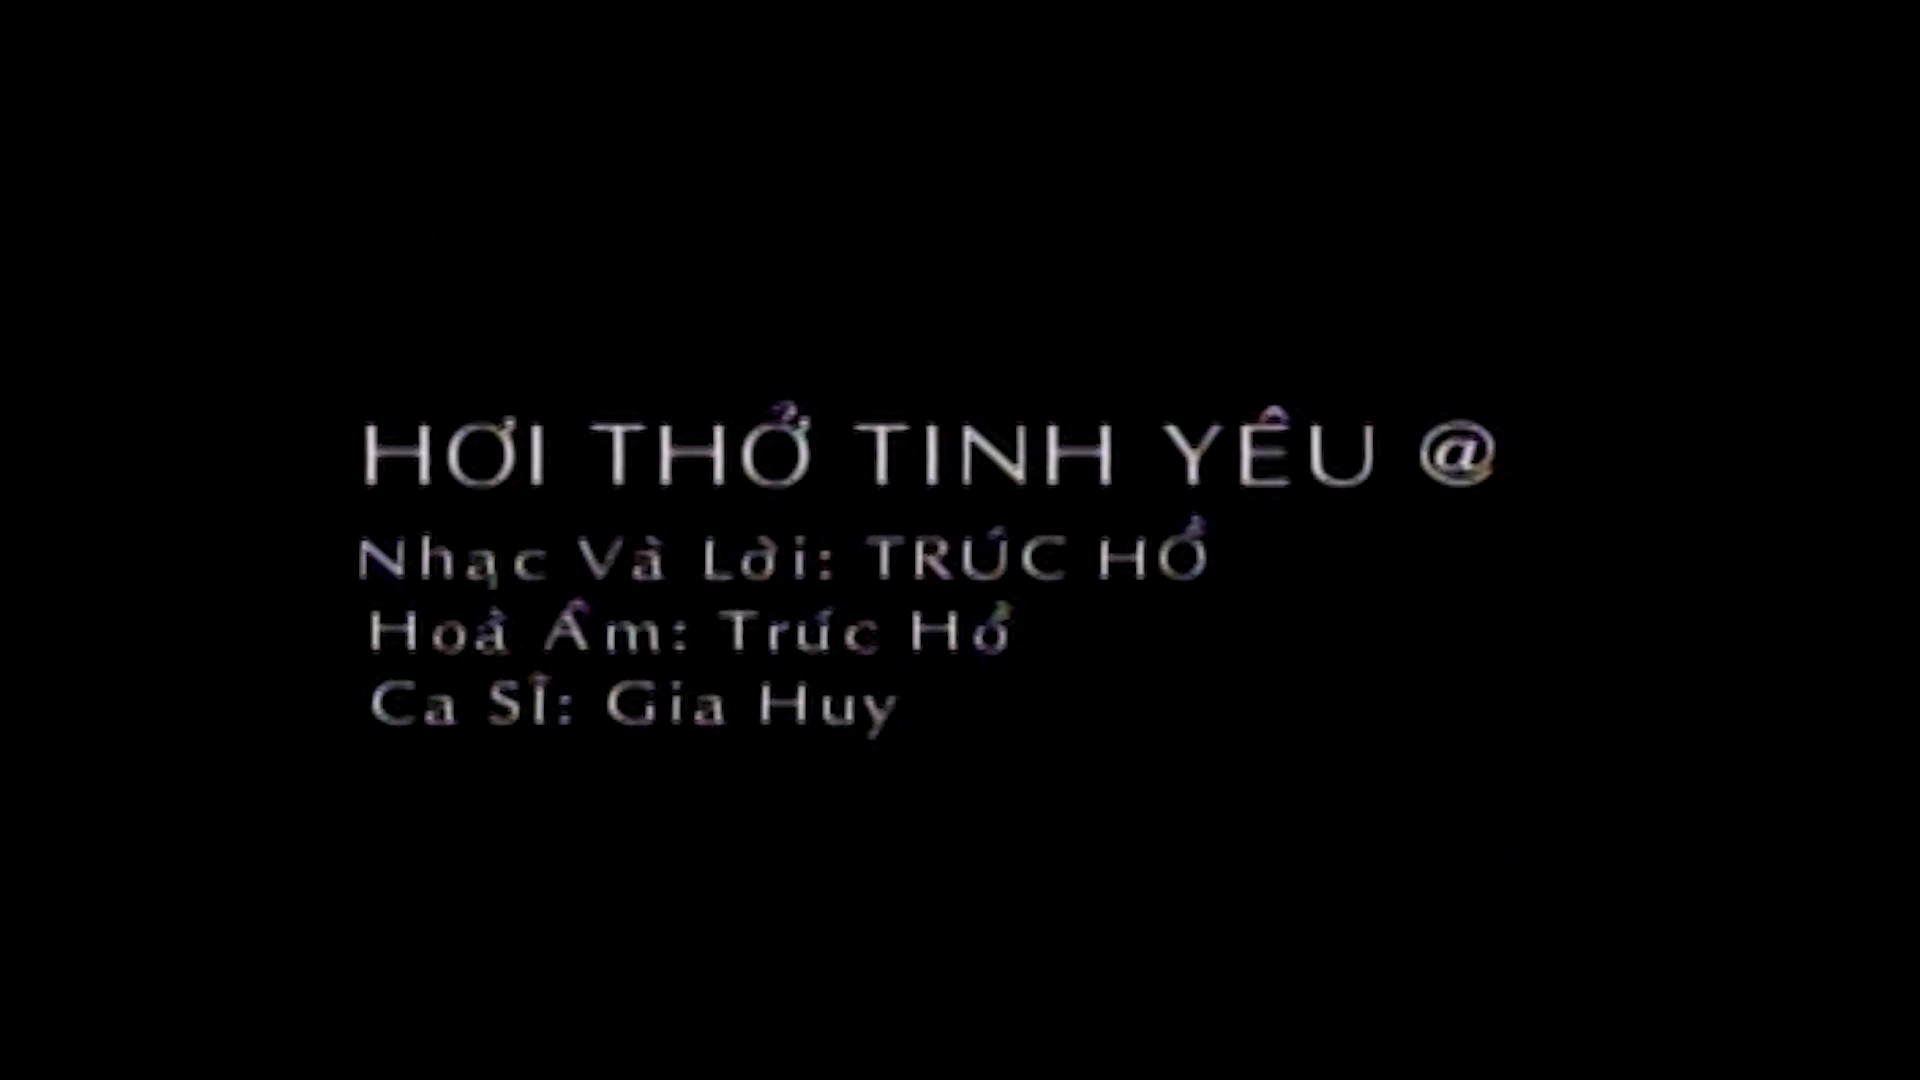 HƠI THỞ TINH YÊU @
Nhạc Và Lời: TRÚC HỒ
Hoà Âm: Trúc Hồ
Ca Sĩ: Gia Huy